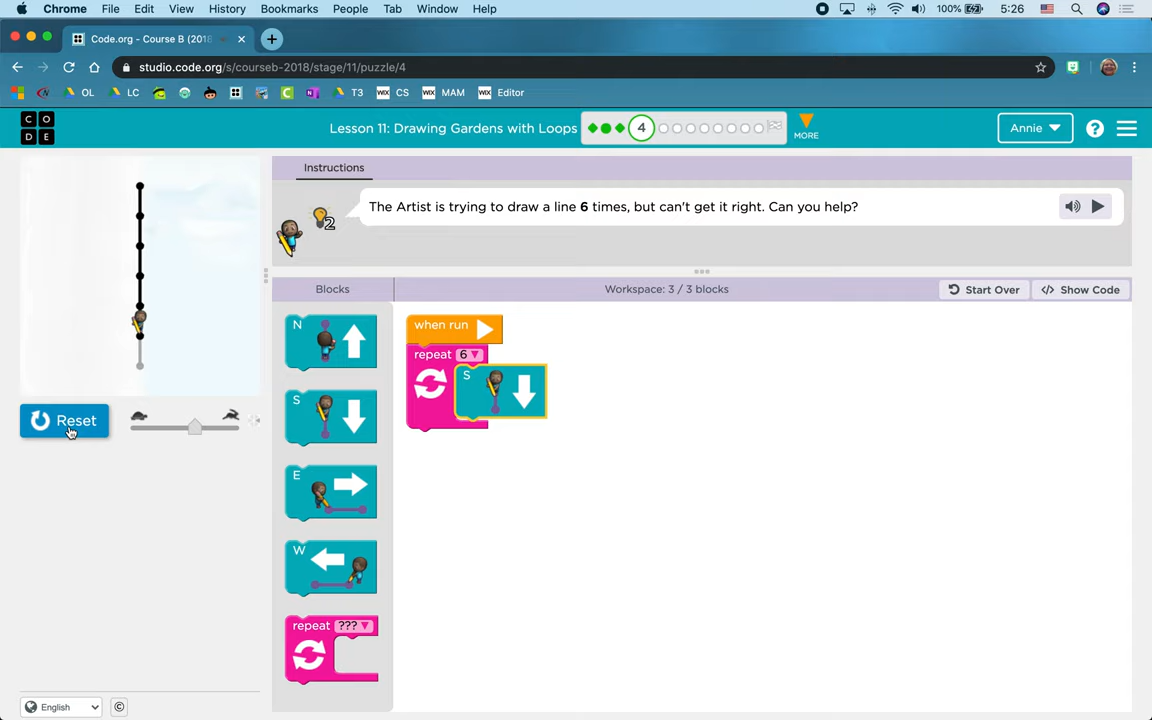 Chrome File Edit View History Bookmarks People Tab Window Help 100% 5:26
Code.org - Course B (2018
studio.code.org/s/courseb-2018/stage/11/puzzle/4
OL LC T3 CS MAM Editor
C O D E
Lesson 11: Drawing Gardens with Loops 4 MORE Annie ?
Instructions
2 The Artist is trying to draw a line 6 times, but can't get it right. Can you help?
Blocks Workspace: 3 / 3 blocks Start Over </> Show Code
N
when run
repeat 6
S
S
Reset
E
W
repeat ???
English ©